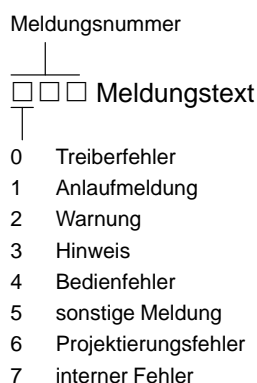 Meldungsnummer
□□□ Meldungstext
0 Treiberfehler
1 Anlaufmeldung
2 Warnung
3 Hinweis
4 Bedienfehler
5 sonstige Meldung
6 Projektierungsfehler
7 interner Fehler